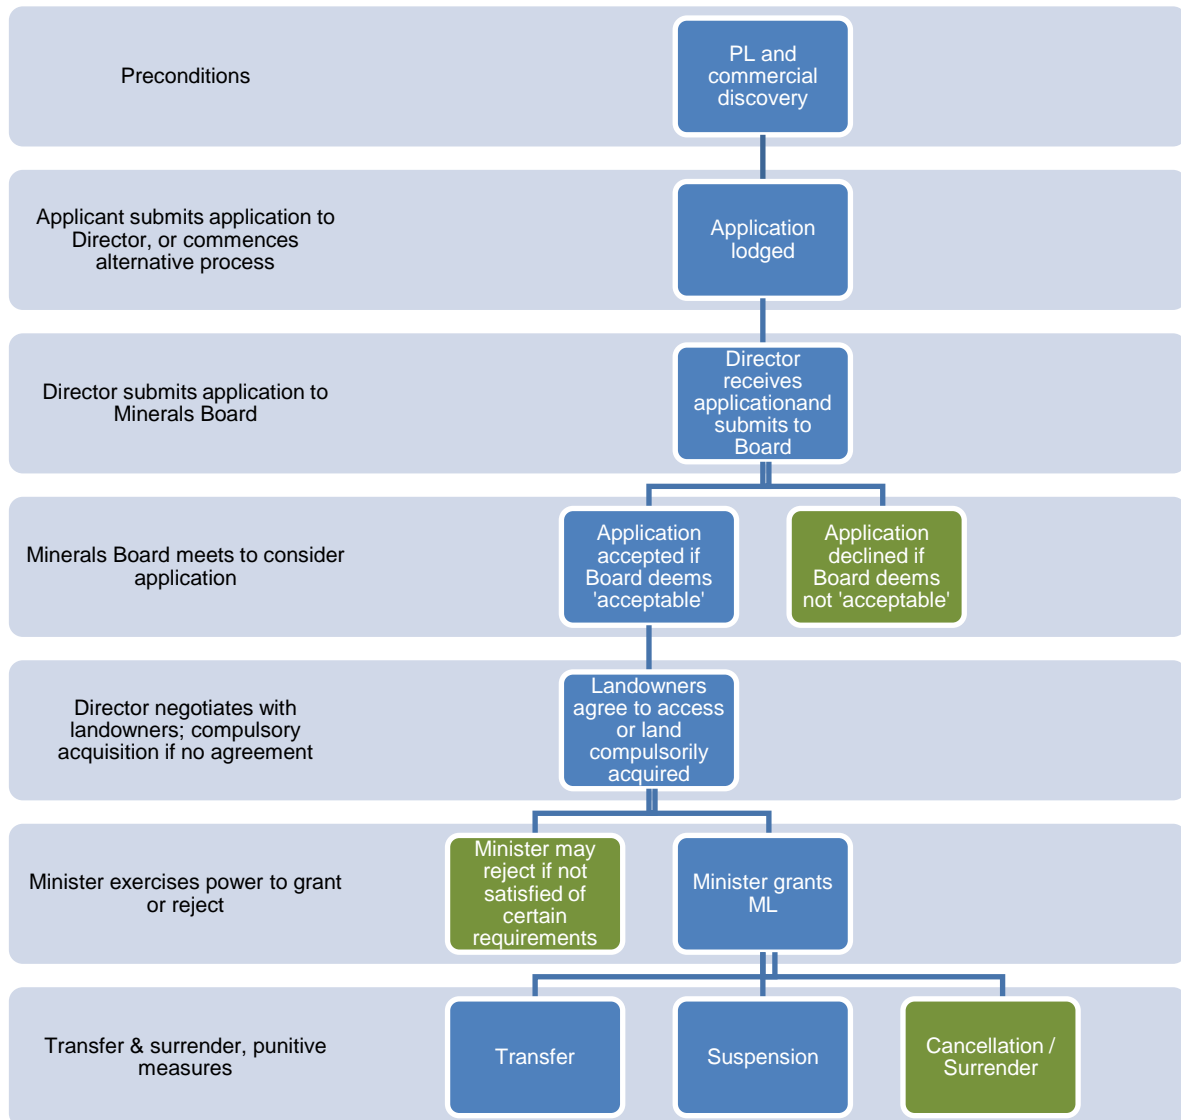 Preconditions
PL and
commercial
discovery
Applicant submits application to
Director, or commences
alternative process
Application
lodged
Director submits application to
Minerals Board
Director
receives
applicationand
submits to
Board
Minerals Board meets to consider
application
Application
accepted if
Board deems
'acceptable'
Application
declined if
Board deems
not 'acceptable'
Director negotiates with
landowners; compulsory
acquisition if no agreement
Landowners
agree to access
or land
compulsorily
acquired
Minister exercises power to grant
or reject
Minister may
reject if not
satisfied of
certain
requirements
Minister grants
ML
Transfer & surrender, punitive
measures
Transfer
Suspension
Cancellation /
Surrender